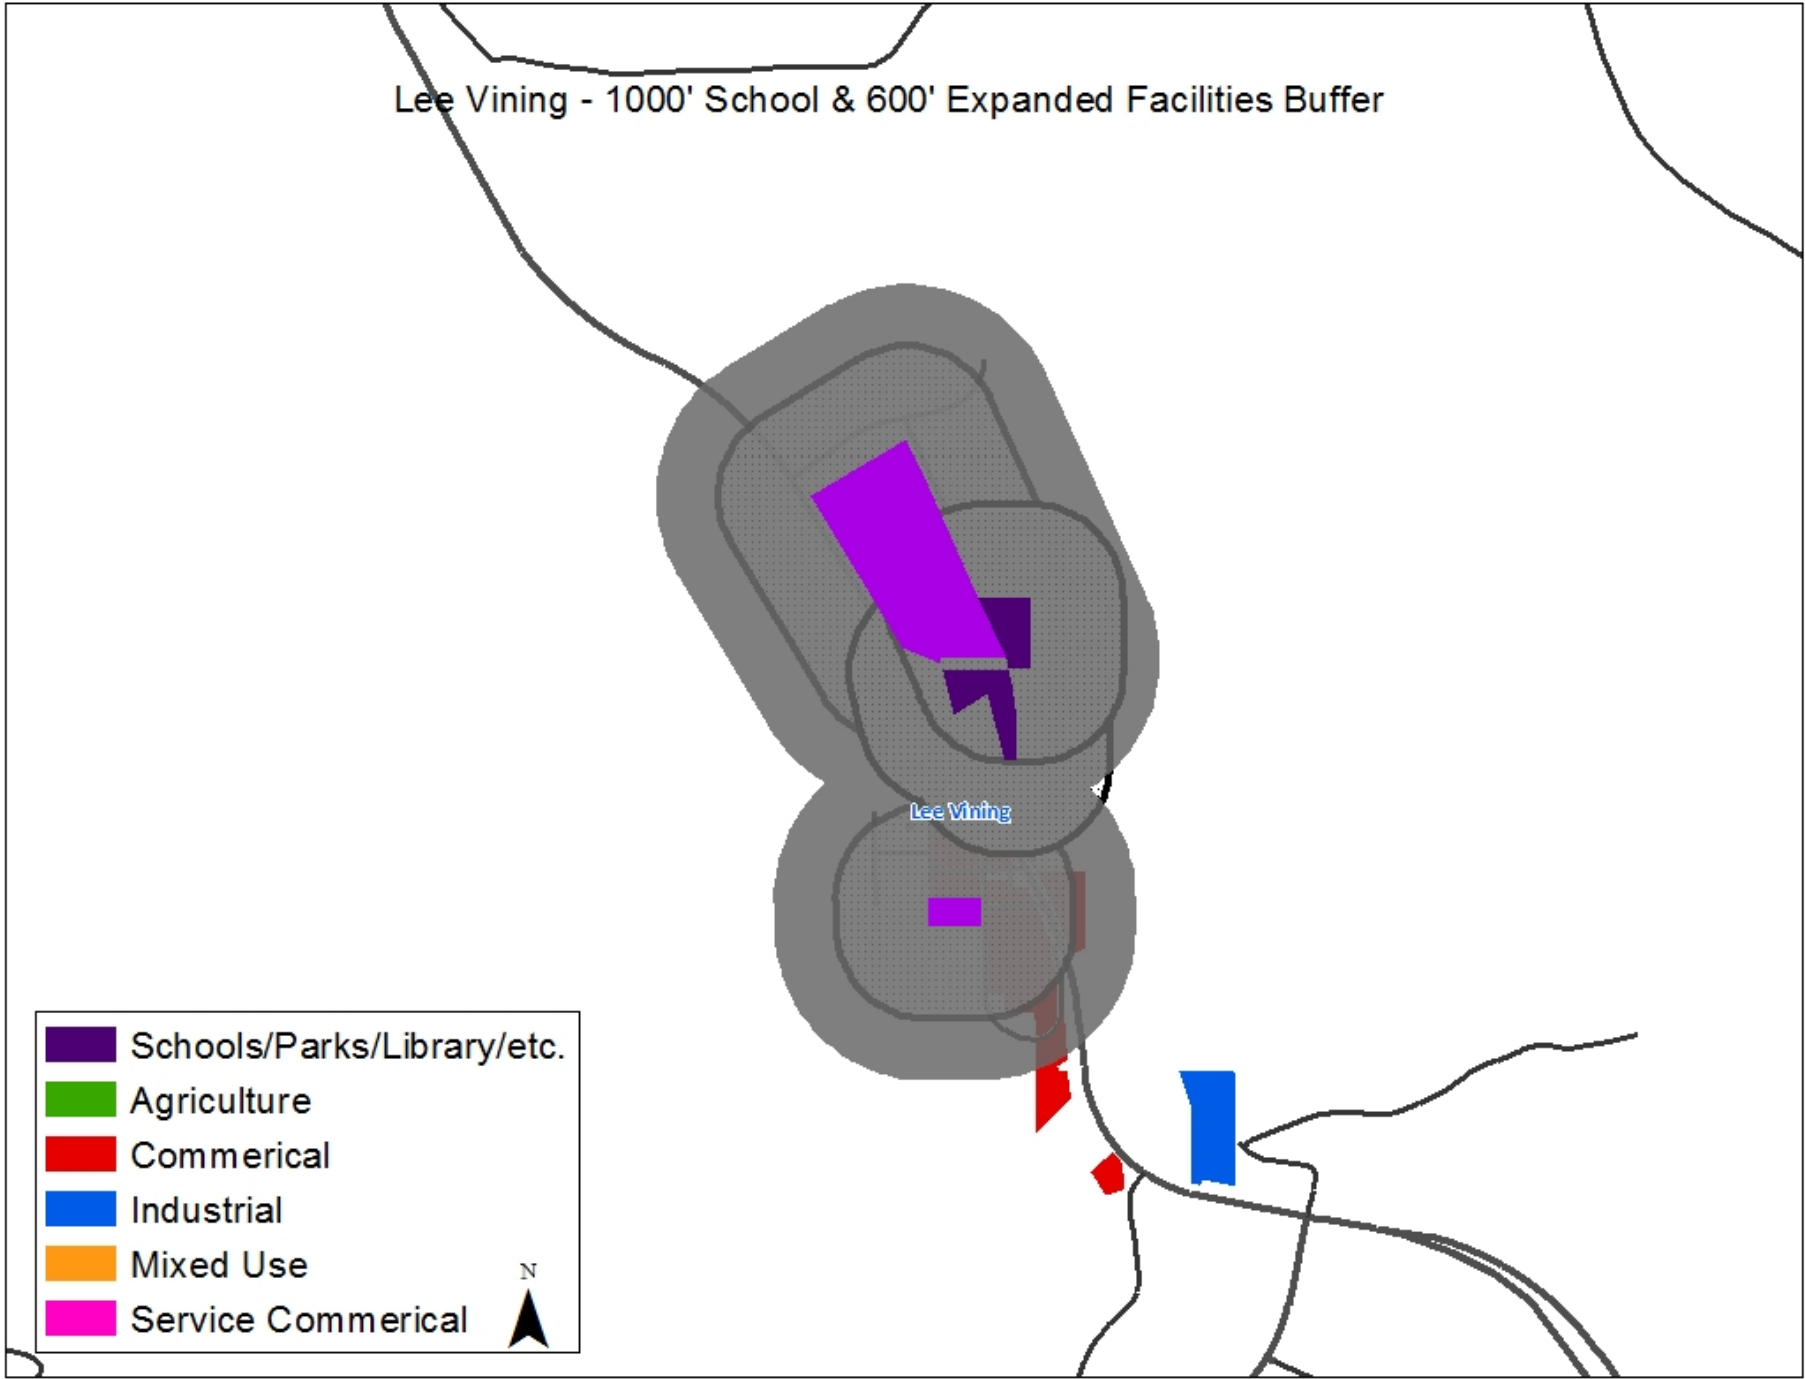 Lee Vining - 1000' School & 600' Expanded Facilities Buffer
Lee Vining
Schools/Parks/Library/etc.
Agriculture
Commerical
Industrial
Mixed Use
Service Commerical
N